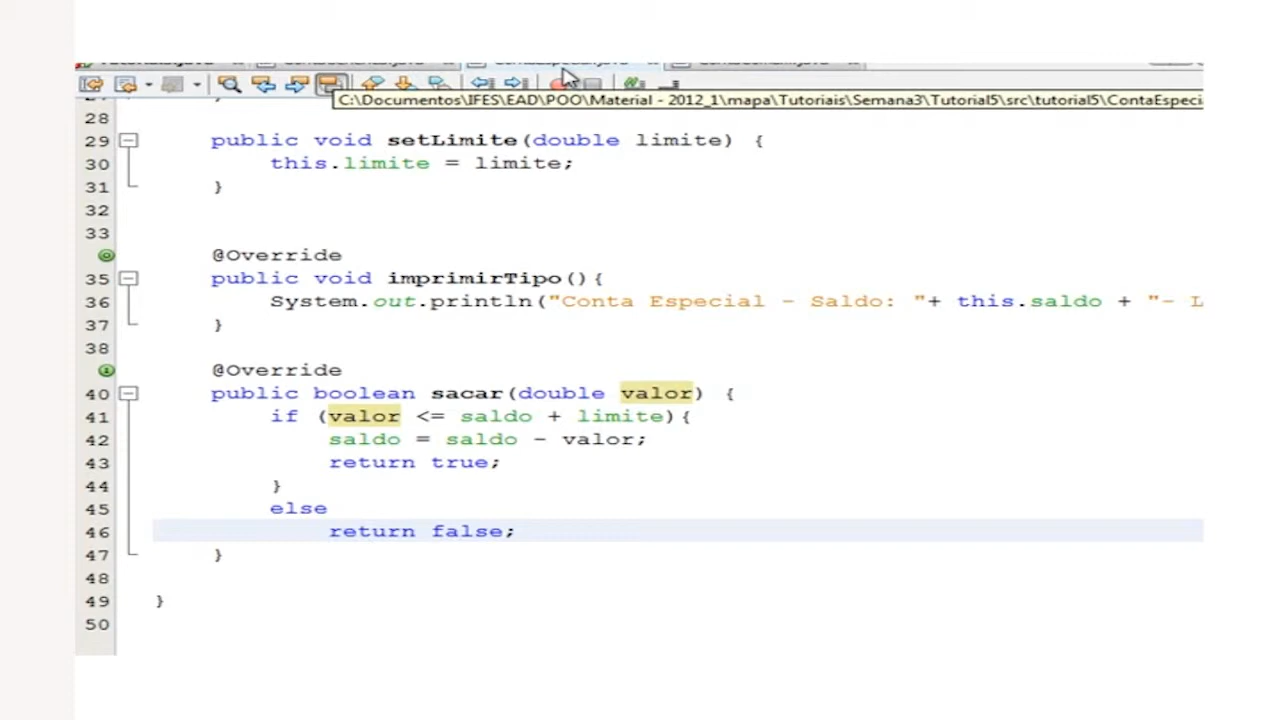 C:\Documentos\IFES\EAD\POO\Material - 2012_1\mapa\Tutoriais\Semana3\Tutorial5\src\tutorial5\ContaEspeci
28
29 public void setLimite(double limite) {
30 this.limite = limite;
31 }
32
33
@Override
35 public void imprimirTipo(){
36 System.out.println("Conta Especial - Saldo: "+ this.saldo + "- L
37 }
38
@Override
40 public boolean sacar(double valor) {
41 if (valor <= saldo + limite){
42 saldo = saldo - valor;
43 return true;
44 }
45 else
46 return false;
47 }
48
49 }
50